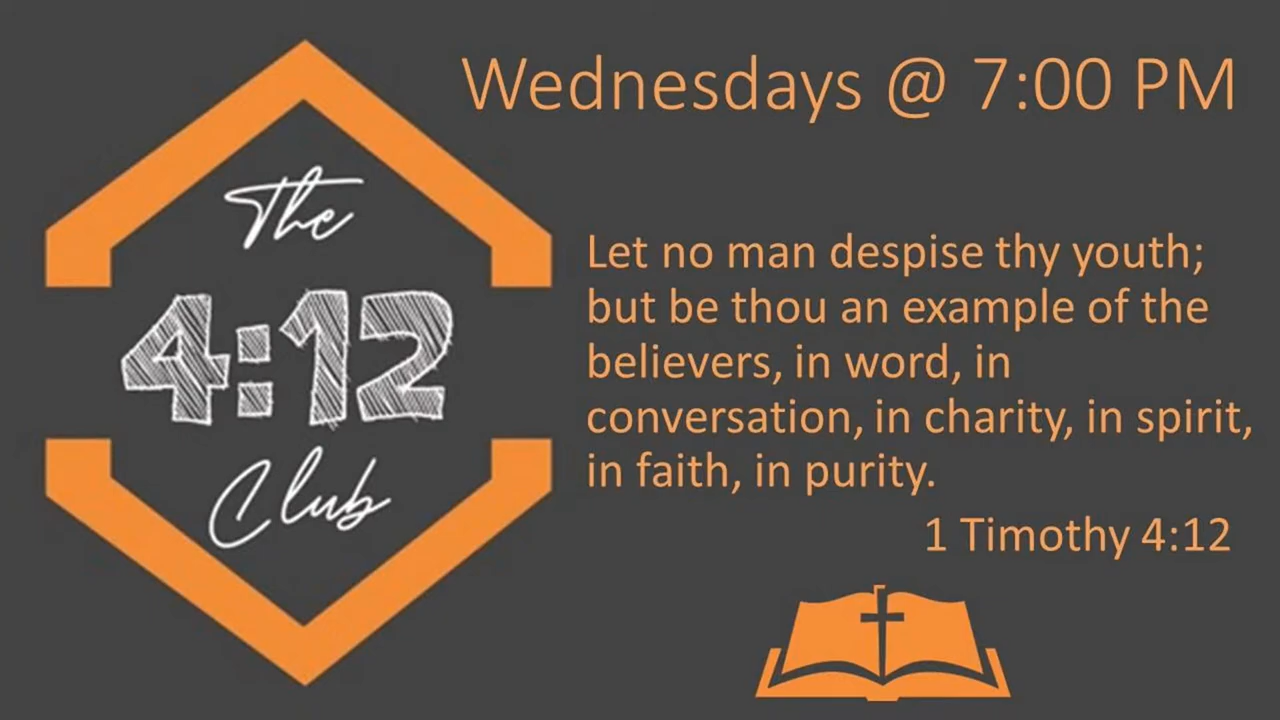 Wednesdays @ 7:00 PM
The
4:12
Club
Let no man despise thy youth;
but be thou an example of the
believers, in word, in
conversation, in charity, in spirit,
in faith, in purity.
1 Timothy 4:12